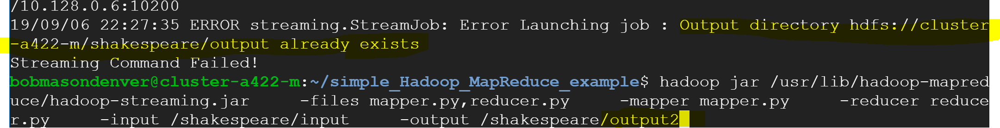 /10.128.0.6:10200
19/09/06 22:27:35 ERROR streaming.StreamJob: Error Launching job : Output directory hdfs://cluster
-a422-m/shakespeare/output already exists
Streaming Command Failed!
bobmasondenver@cluster-a422-m:~/simple_Hadoop_MapReduce_example$ hadoop jar /usr/lib/hadoop-mapred
uce/hadoop-streaming.jar     -files mapper.py,reducer.py     -mapper mapper.py     -reducer reduce
r.py     -input /shakespeare/input     -output /shakespeare/output2